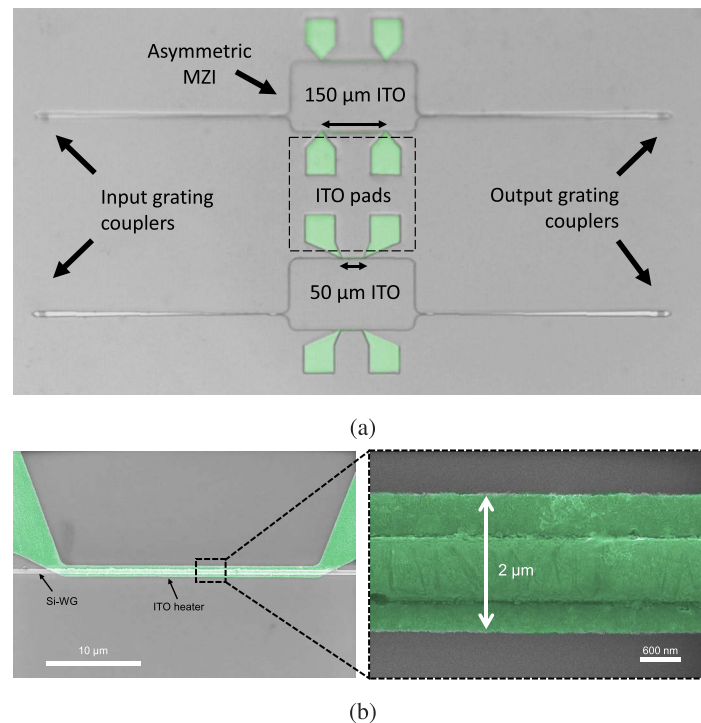 Asymmetric
MZI
150 µm ITO
Input grating
couplers
ITO pads
Output grating
couplers
50 µm ITO
(a)
Si-WG
ITO heater
10 µm
2 µm
600 nm
(b)